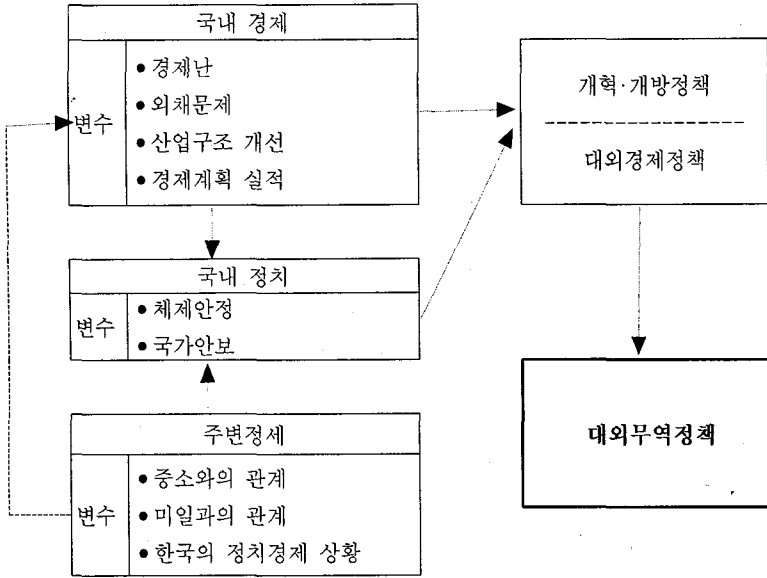 국내 경제
변수
● 경재난
● 외채문제
● 산업구조 개선
● 경제계획 실적
국내 정치
변수
● 체제안정
● 국가안보
주변정세
변수
● 중소와의 관계
● 미일과의 관계
● 한국의 정치경제 상황
개혁·개방정책
대외경제정책
대외무역정책